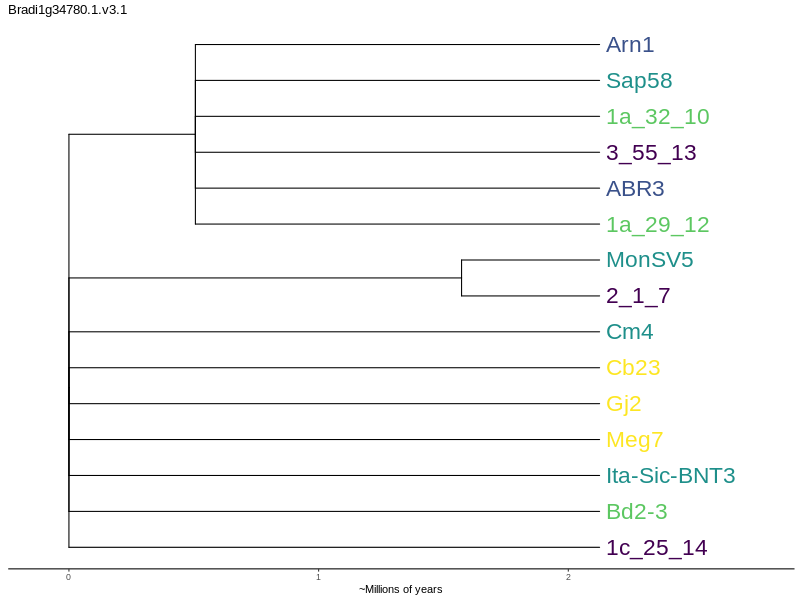 Bradi1g34780.1.v3.1
Arn1
Sap58
1a_32_10
3_55_13
ABR3
1a_29_12
MonSV5
2_1_7
Cm4
Cb23
Gj2
Meg7
Ita-Sic-BNT3
Bd2-3
1c_25_14
0 1 2
~Millions of years